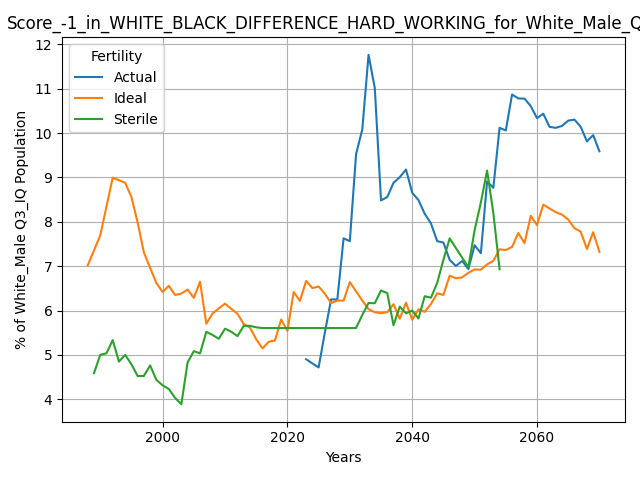 Score_-1_in_WHITE_BLACK_DIFFERENCE_HARD_WORKING_for_White_Male_Q
12
11
10
9
8
7
6
5
4
% of White_Male Q3_IQ Population
Fertility
Actual
Ideal
Sterile
2000
2020
2040
2060
Years